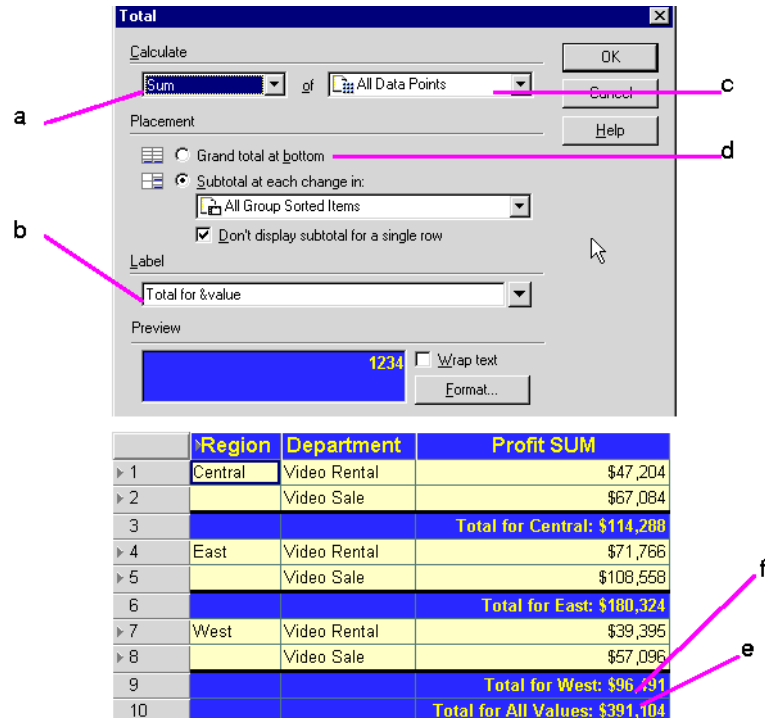 Total
Calculate
OK
Sum of All Data Points
Cancel
c
a
Placement
Help
Grand total at bottom
d
Subtotal at each change in:
All Group Sorted Items
b
Don't display subtotal for a single row
Label
Total for &value
Preview
1234 Wrap text
Format...
Region Department Profit SUM
1 Central Video Rental $47,204
2 Video Sale $67,084
3 Total for Central: $114,288
4 East Video Rental $71,766
5 Video Sale $108,558
f
6 Total for East: $180,324
7 West Video Rental $39,395
8 Video Sale $57,096
e
9 Total for West: $96,491
10 Total for All Values: $391,104